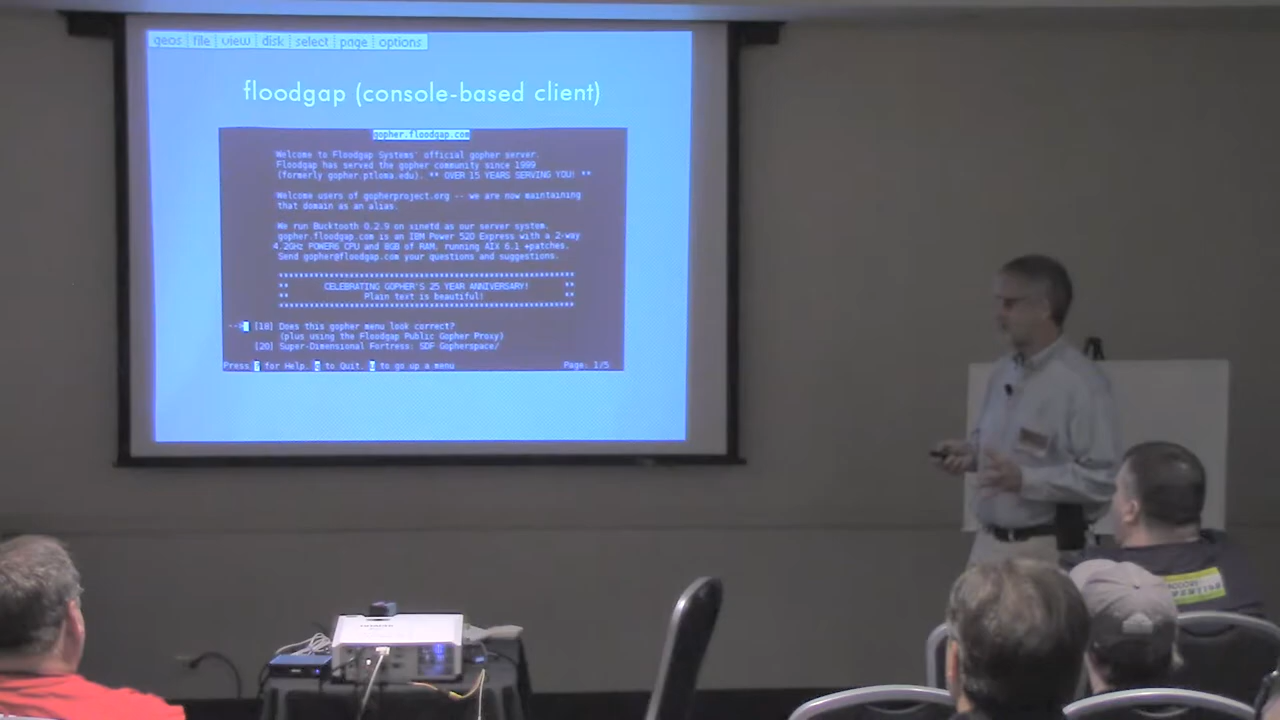 geos file view disk select page options
floodgap (console-based client)
gopher.floodgap.com
Welcome to Floodgap Systems' official gopher server.
Floodgap has served the gopher community since 1999
(formerly gopher.ptloma.edu). ** OVER 15 YEARS SERVING YOU! **
Welcome users of gopherproject.org -- we are now maintaining
that domain as an alias.
We run Bucktooth 0.2.9 on xinetd as our server system.
gopher.floodgap.com is an IBM Power 520 Express with a 2-way
4.2GHz POWER6 CPU and 8GB of RAM, running AIX 6.1 +patches.
Send gopher@floodgap.com your questions and suggestions.
***********************************************************
** CELEBRATING GOPHER'S 25 YEAR ANNIVERSARY! **
** Plain text is beautiful! **
***********************************************************
--> [18] Does this gopher menu look correct?
(plus using the Floodgap Public Gopher Proxy)
[20] Super-Dimensional Fortress: SDF Gopherspace/
Press ? for Help, q to Quit, u to go up a menu Page: 1/5
HITACHI